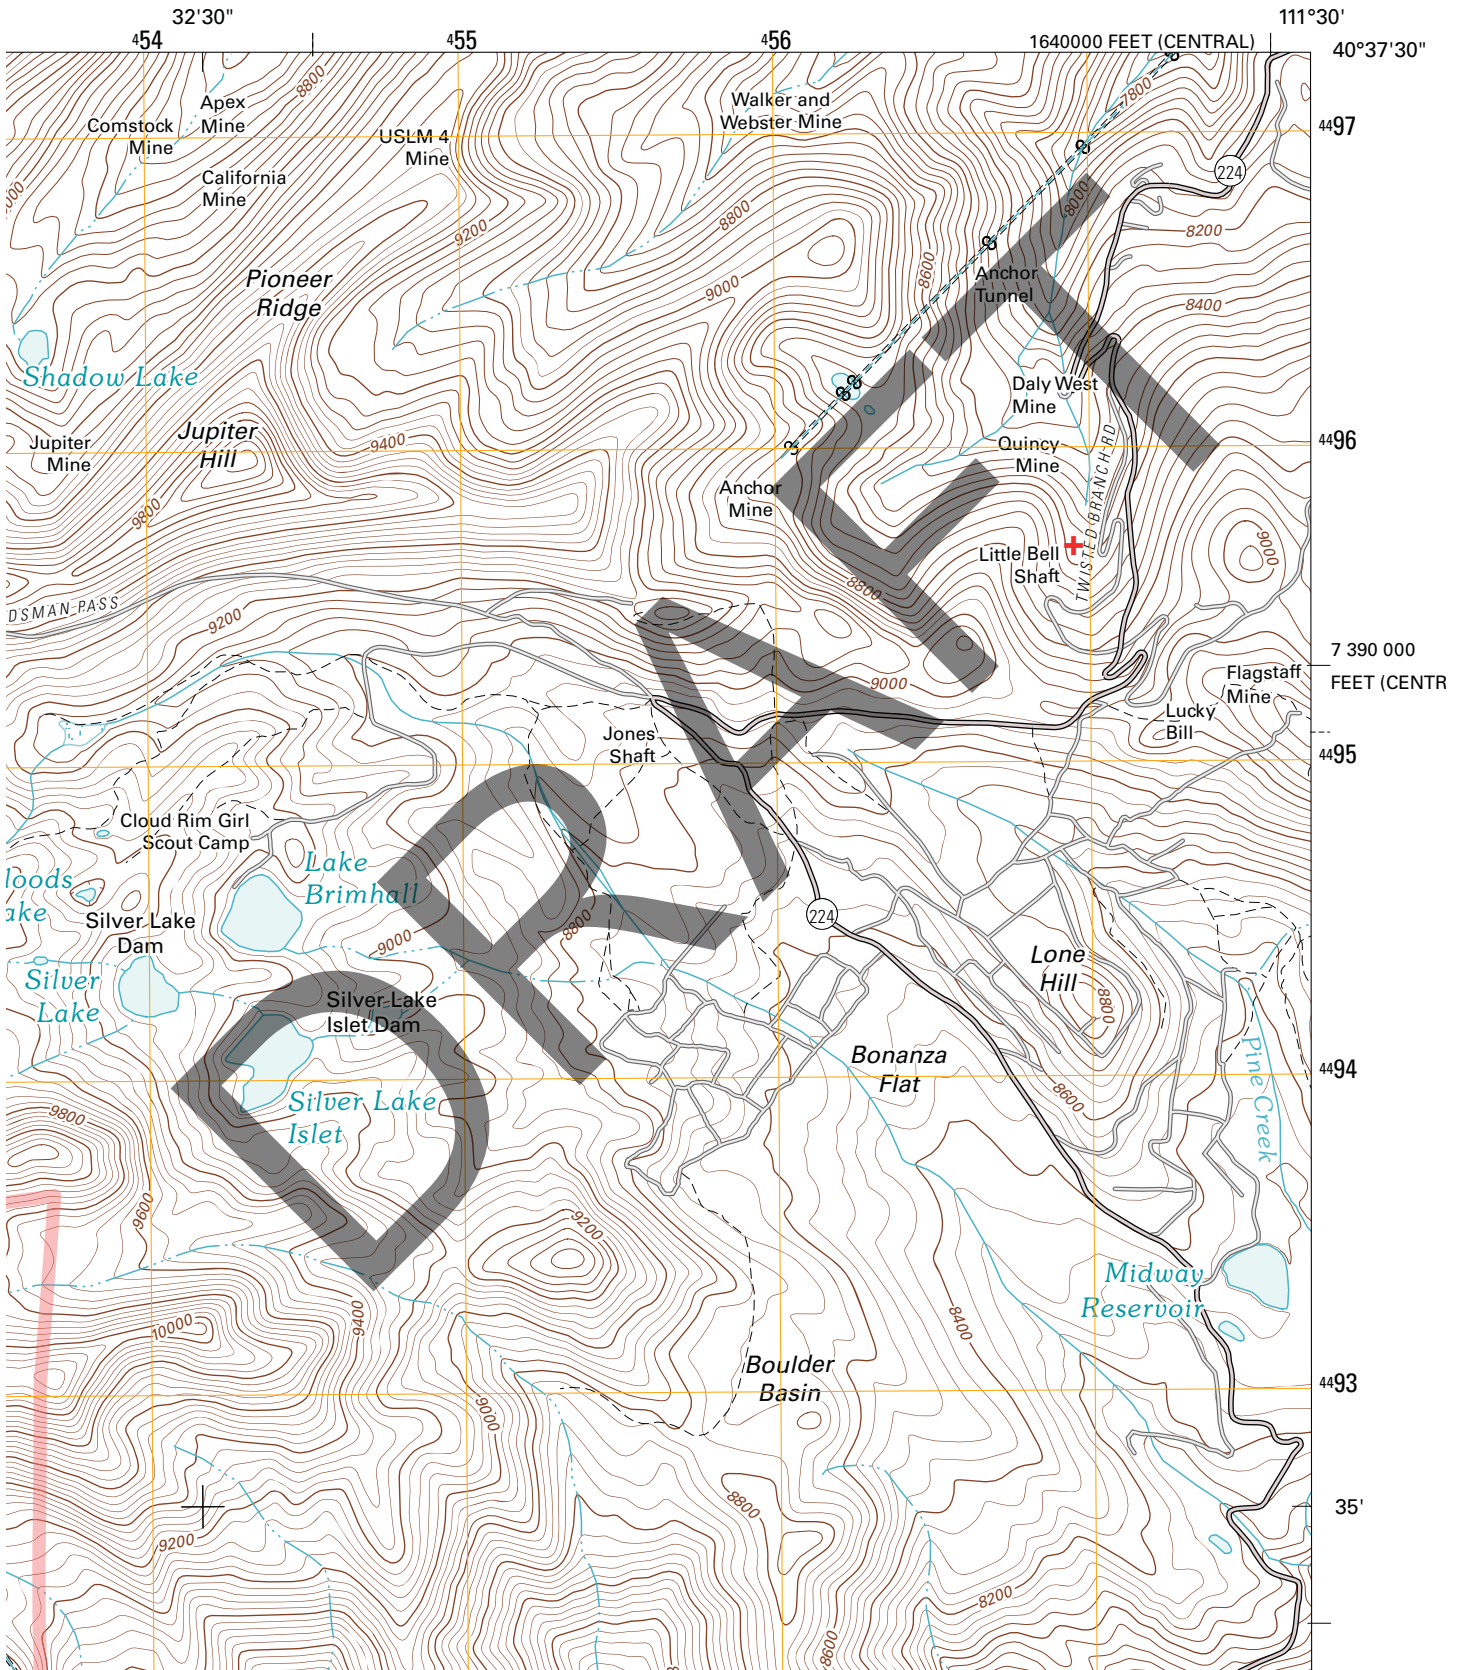 32'30"
111°30'
454
455
456
1640000 FEET (CENTRAL)
40°37'30"
8800
7800
Apex
Mine
Comstock
Mine
USLM 4
Mine
Walker and
Webster Mine
4497
224
California
Mine
8000
9200
8800
8200
8600
Pioneer
Ridge
9000
Anchor
Tunnel
8400
Shadow Lake
Daly West
Mine
Jupiter
Hill
Jupiter
Mine
9400
Quincy
Mine
4496
TWISTED BRANCH RD
9800
Anchor
Mine
Little Bell
Shaft
9000
8800
DSMAN PASS
9200
7 390 000
FEET (CENTR
9000
Flagstaff
Mine
Lucky
Bill
Jones
Shaft
4495
Cloud Rim Girl
Scout Camp
Lake
Brimhall
loods
ake
Silver Lake
Dam
9000
8800
224
Silver
Lake
Silver Lake
Islet Dam
Lone
Hill
8800
Bonanza
Flat
4494
Silver Lake
Islet
8600
Pine Creek
9800
9600
9200
Midway
Reservoir
10000
9400
8400
Boulder
Basin
4493
9000
8800
35'
9200
8200
8600
DRAFT